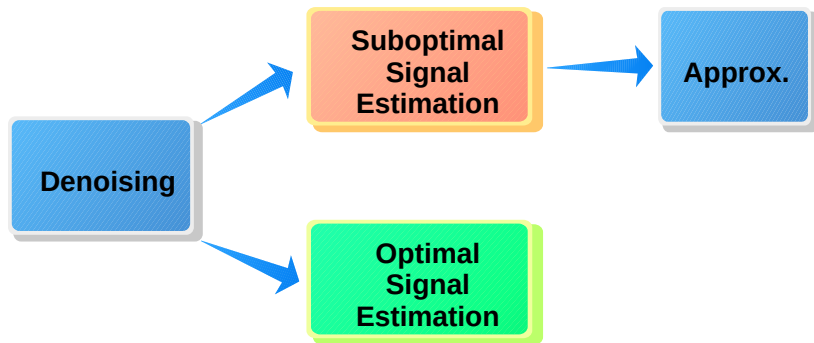 Suboptimal
Signal
Estimation
Approx.
Denoising
Optimal
Signal
Estimation